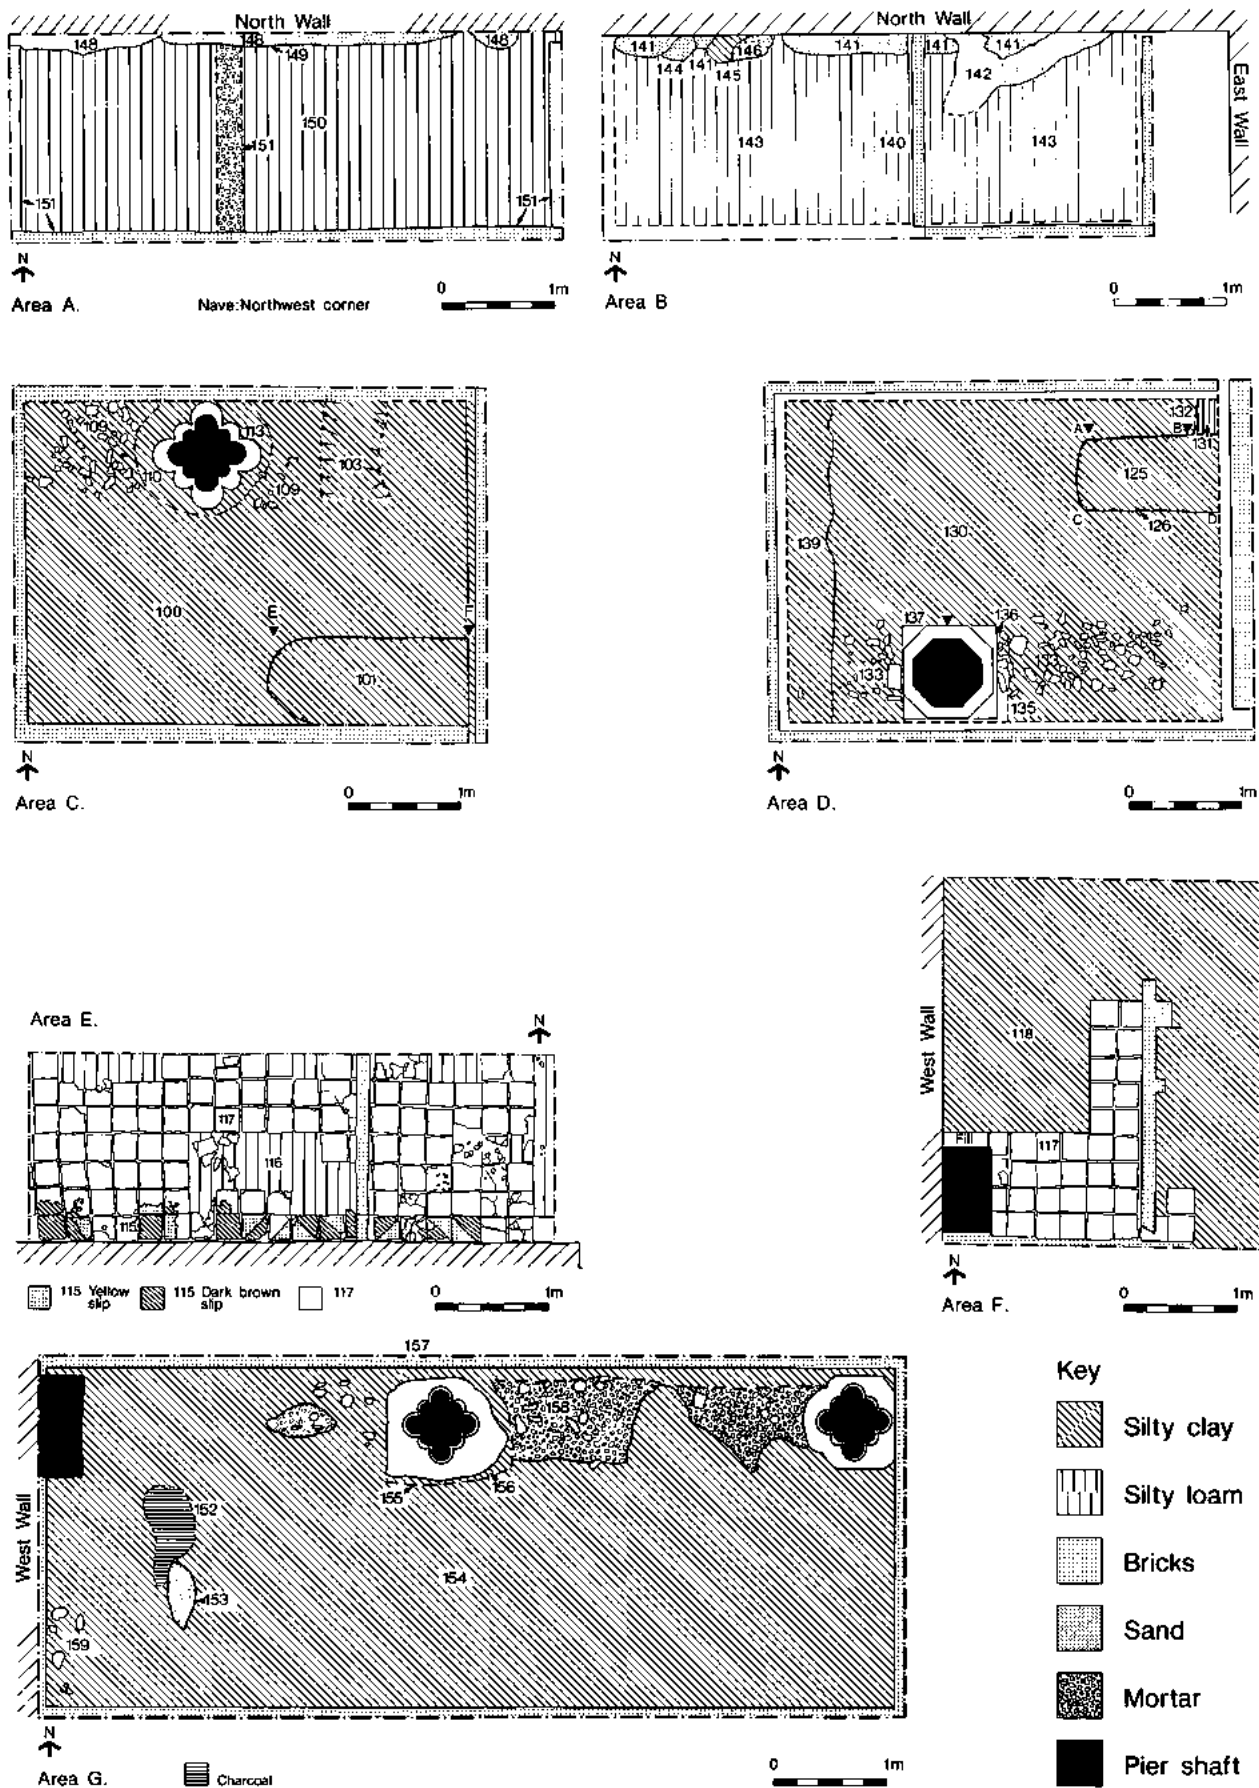 North Wall
148
148
148
149
150
151
151
151
N
Area A.
Nave:Northwest corner
0 1m
North Wall
141
146
141
141
141
144
141
145
142
143
140
143
East Wall
N
Area B
0 1m
109
113
110
109
103
100
E
F
101
N
Area C.
0 1m
132
A
B
131
125
C
D
126
139
130
137
136
133
135
N
Area D.
0 1m
Area E.
N
117
116
115
115 Yellow slip
115 Dark brown slip
117
0 1m
West Wall
118
Fill
117
N
Area F.
0 1m
157
158
155
156
152
153
154
159
West Wall
N
Area G.
Charcoal
0 1m
Key
Silty clay
Silty loam
Bricks
Sand
Mortar
Pier shaft